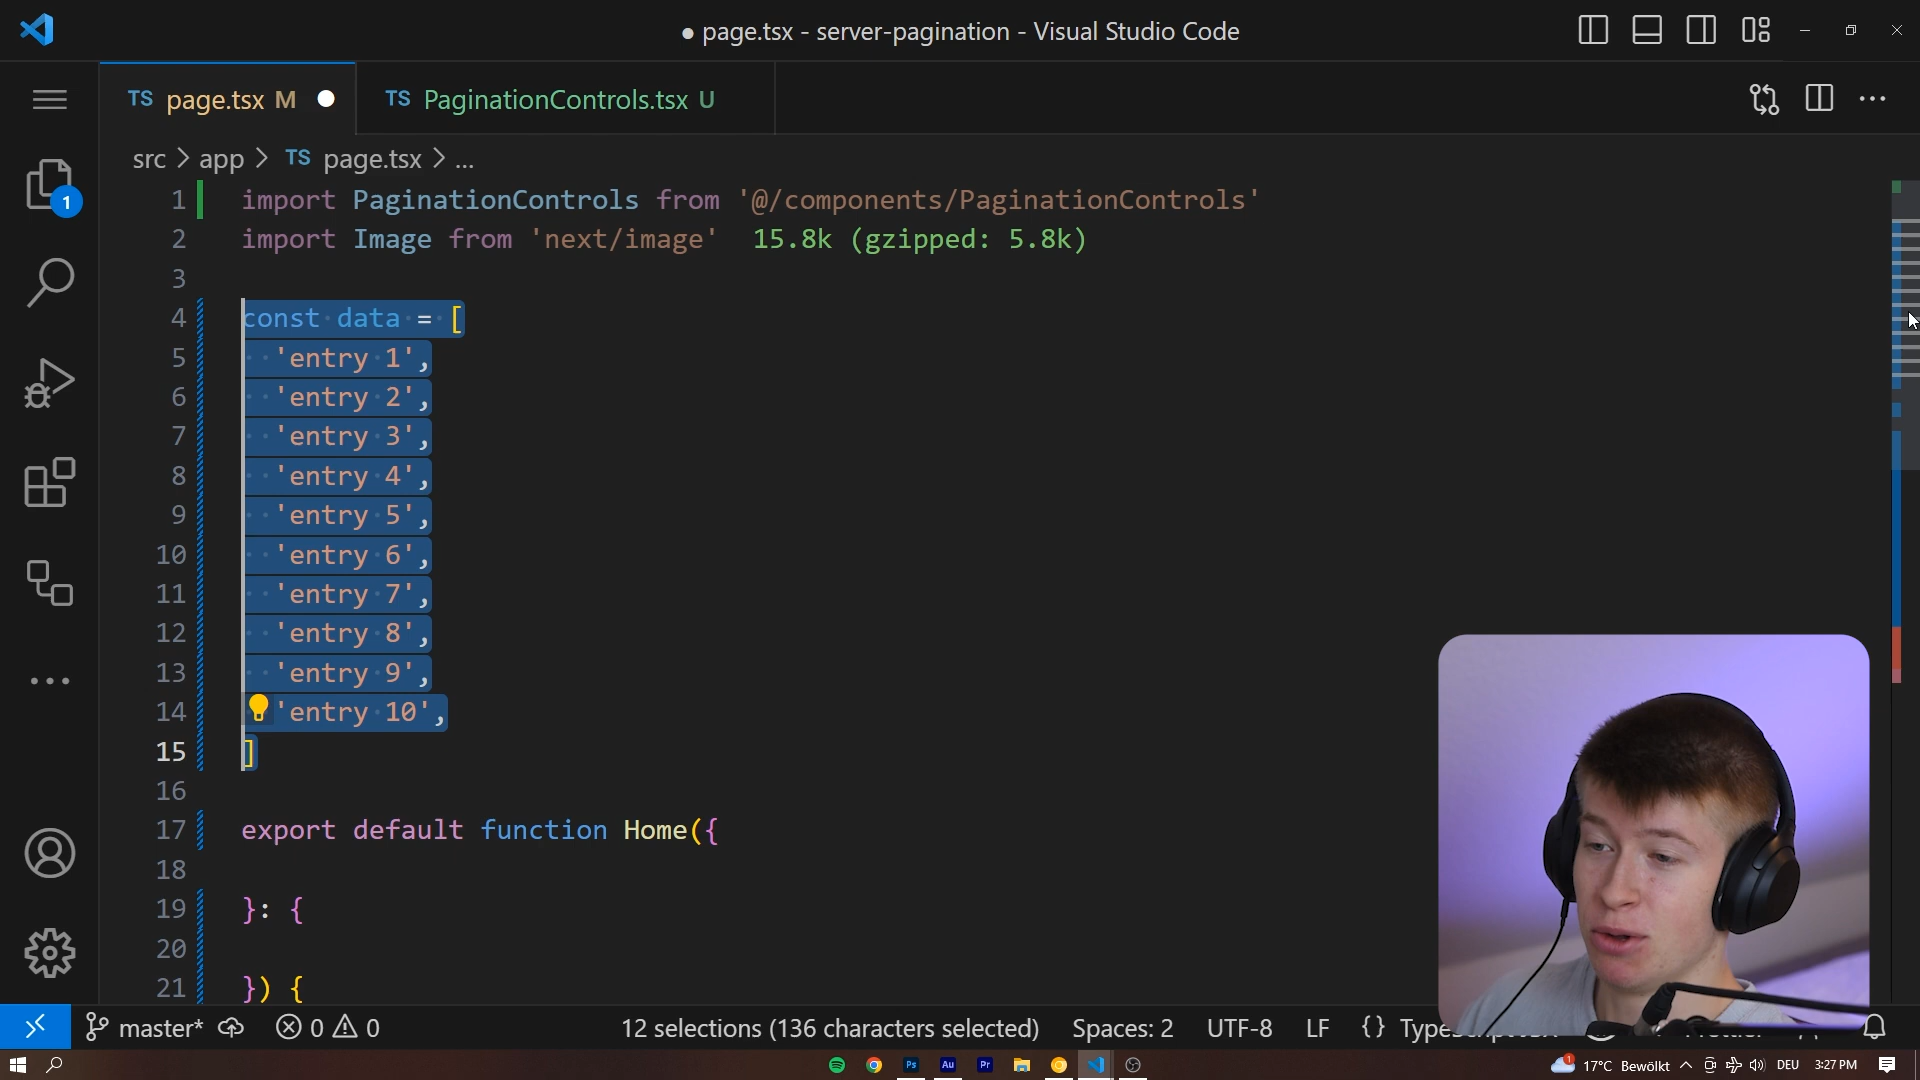 ● page.tsx - server-pagination - Visual Studio Code
TS page.tsx M ●
TS PaginationControls.tsx U
src > app > TS page.tsx > ...
1 import PaginationControls from '@/components/PaginationControls'
2 import Image from 'next/image' 15.8k (gzipped: 5.8k)
3
4 const data = [
5 'entry 1',
6 'entry 2',
7 'entry 3',
8 'entry 4',
9 'entry 5',
10 'entry 6',
11 'entry 7',
12 'entry 8',
13 'entry 9',
14 'entry 10',
15 ]
16
17 export default function Home({
18
19 }: {
20
21 }) {
1
master* 0 0 12 selections (136 characters selected) Spaces: 2 UTF-8 LF {}
Ps Au Pr 1 17°C Bewölkt DEU 3:27 PM